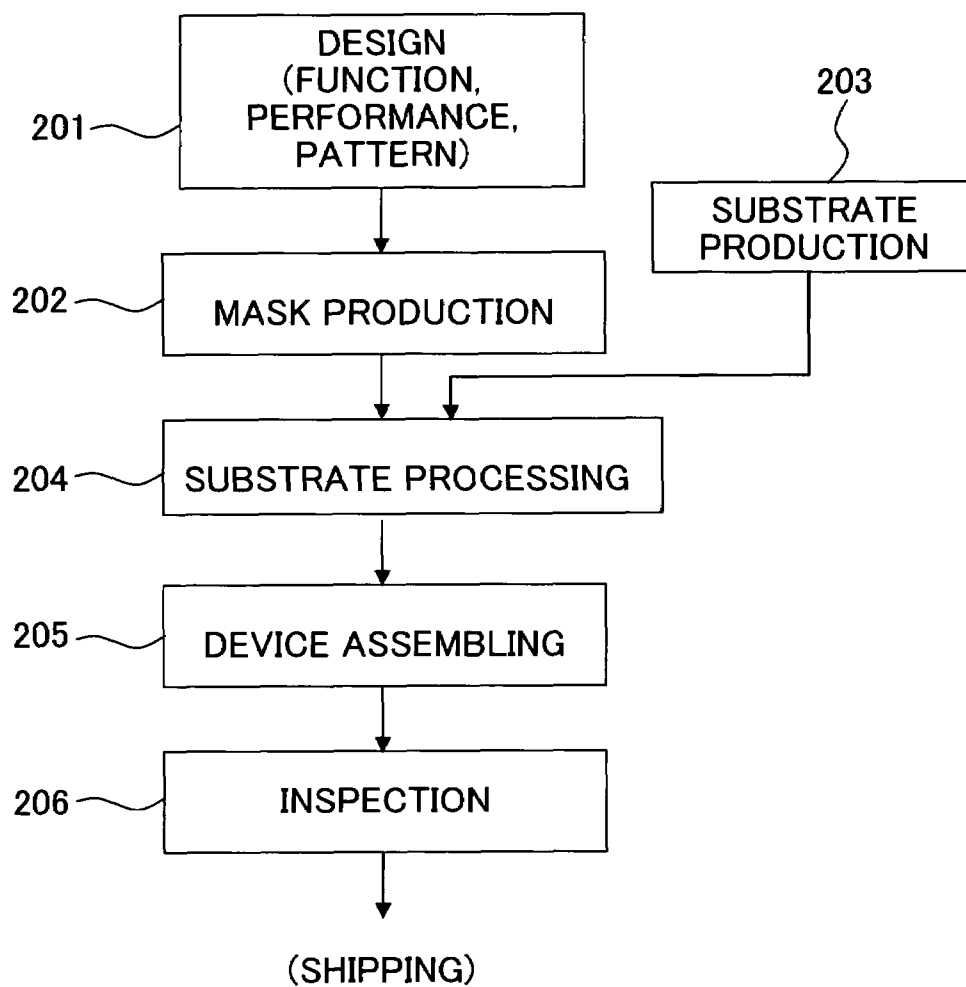 DESIGN
(FUNCTION,
PERFORMANCE,
PATTERN)
201
203
SUBSTRATE
PRODUCTION
202
MASK PRODUCTION
204
SUBSTRATE PROCESSING
205
DEVICE ASSEMBLING
206
INSPECTION
(SHIPPING)